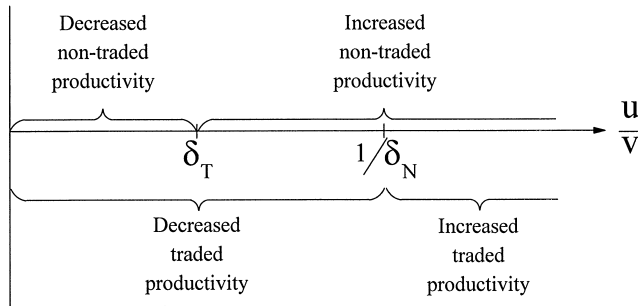 Decreased
non-traded
productivity
Increased
non-traded
productivity
u
v
δ_T
1/δ_N
Decreased
traded
productivity
Increased
traded
productivity